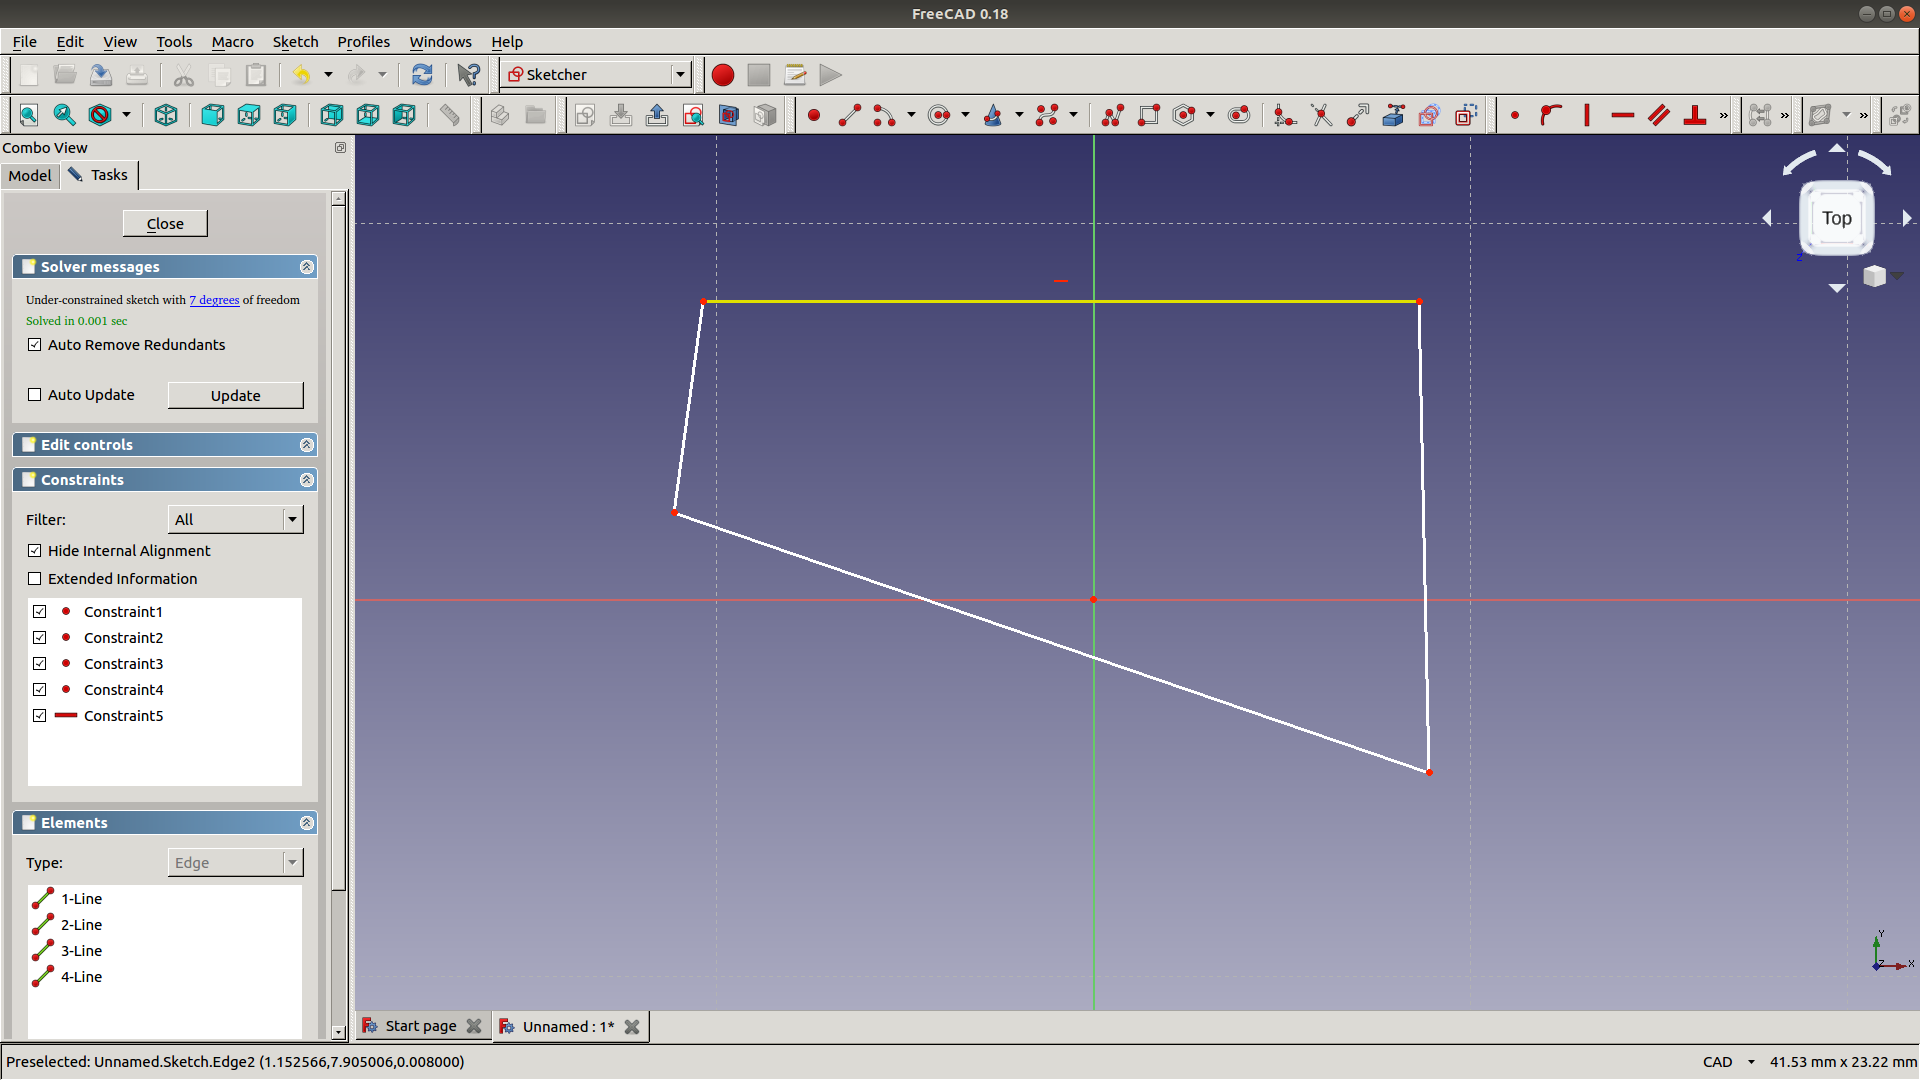 FreeCAD 0.18
File Edit View Tools Macro Sketch Profiles Windows Help
Sketcher
» » »
Combo View
Model Tasks
Close
Solver messages
Under-constrained sketch with 7 degrees of freedom
Solved in 0.001 sec
Auto Remove Redundants
Auto Update Update
Edit controls
Constraints
Filter: All
Hide Internal Alignment
Extended Information
Constraint1
Constraint2
Constraint3
Constraint4
Constraint5
Elements
Type: Edge
1-Line
2-Line
3-Line
4-Line
Top
Z
Y
Z X
Start page Unnamed : 1*
Preselected: Unnamed.Sketch.Edge2 (1.152566,7.905006,0.008000) CAD 41.53 mm x 23.22 mm